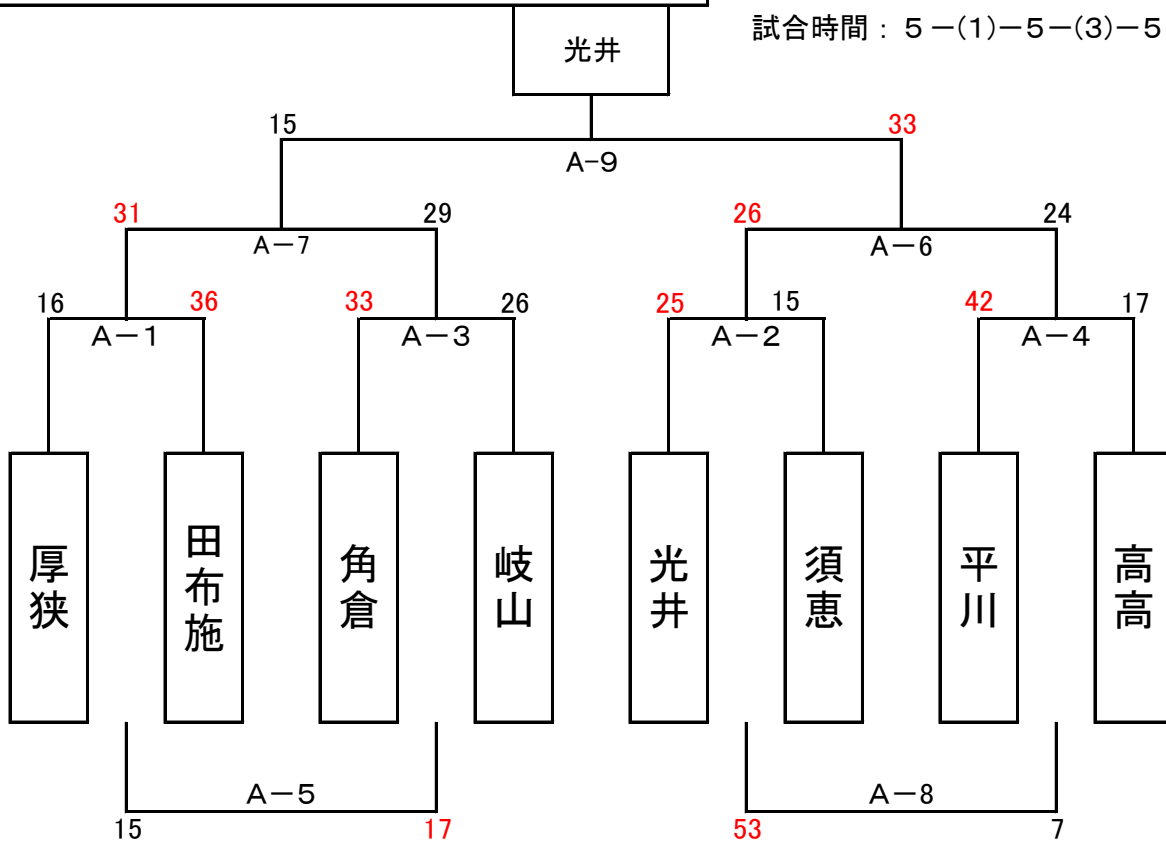 試合時間：５－(1)－５－(3)－５
光井
15 33
A－９
31 29 26 24
A－７ A－６
16 36 33 26 25 15 42 17
A－１ A－３ A－２ A－４
厚狭 田布施 角倉 岐山 光井 須恵 平川 高高
A－５ A－８
15 17 53 7